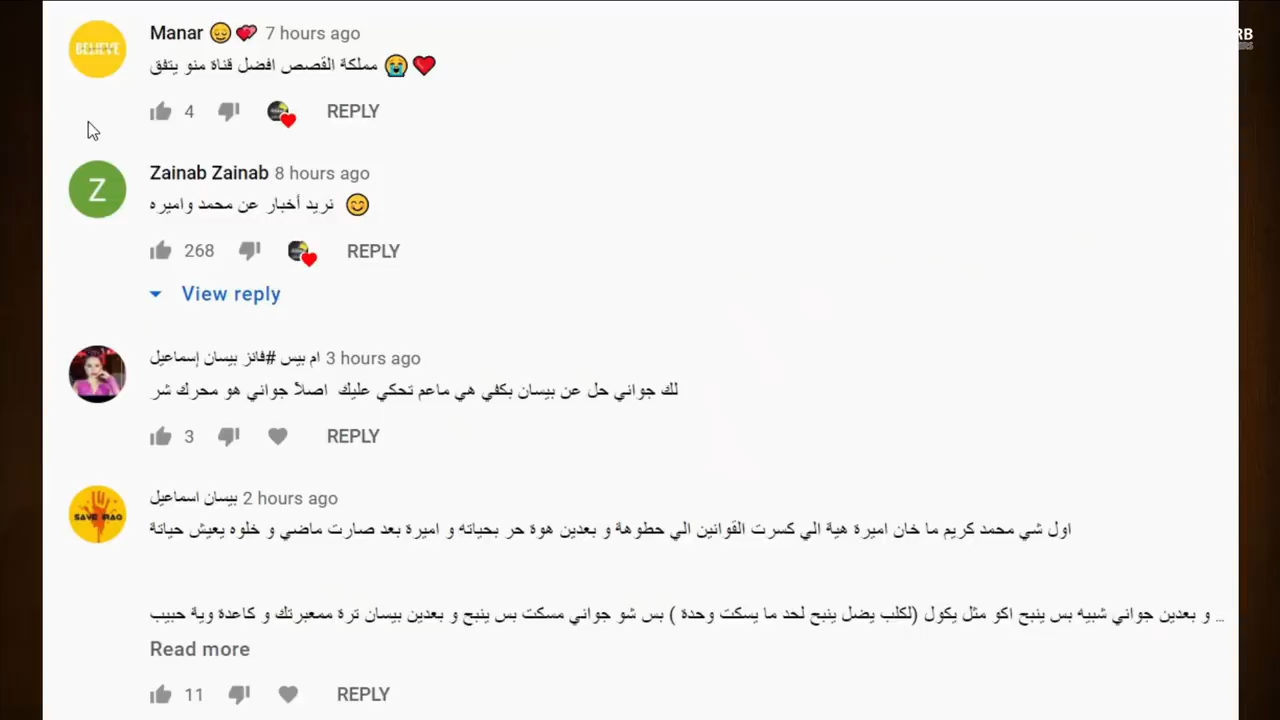 RB
BELIEVE
Manar 😌💕 7 hours ago
مملكة القصص افضل قناة منو يتفق 😭❤️
4 REPLY
Z
Zainab Zainab 8 hours ago
نريد أخبار عن محمد واميره 😊
268 REPLY
View reply
ام بيس #فانز بيسان إسماعيل 3 hours ago
لك جواني حل عن بيسان بكفي هي ماعم تحكي عليك اصلاً جواني هو محرك شر
3 REPLY
SAVE IRAQ
بيسان اسماعيل 2 hours ago
اول شي محمد كريم ما خان اميرة هية الي كسرت القوانين الي حطوهة و بعدين هوة حر بحياته و اميرة بعد صارت ماضي و خلوه يعيش حياتة
و بعدين جواني شبيه بس ينبح اكو مثل يكول (لكلب يضل ينبح لحد ما يسكت وحدة ) بس شو جواني مسكت بس ينبح و بعدين بيسان ترة ممعبرتك و كاعدة وية حبيب ...
Read more
11 REPLY